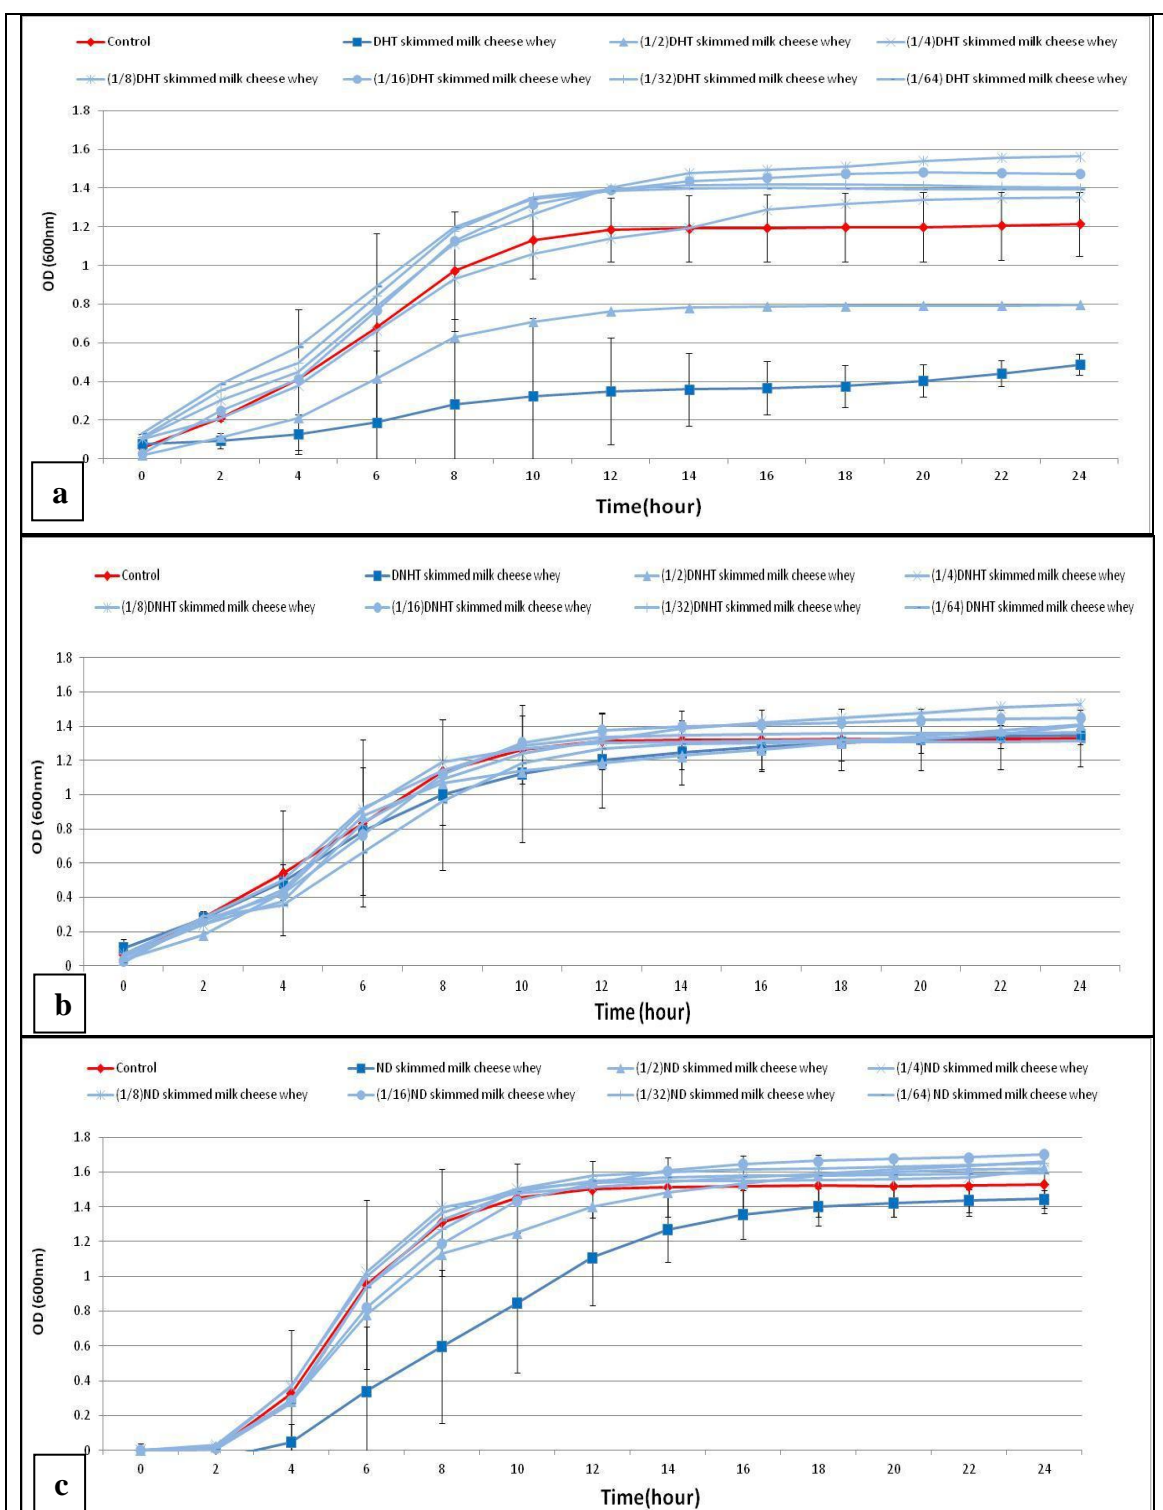 Control DHT skimmed milk cheese whey (1/2)DHT skimmed milk cheese whey (1/4)DHT skimmed milk cheese whey
(1/8)DHT skimmed milk cheese whey (1/16)DHT skimmed milk cheese whey (1/32)DHT skimmed milk cheese whey (1/64) DHT skimmed milk cheese whey
1.8
1.6
1.4
1.2
1
0.8
0.6
0.4
0.2
0
OD (600nm)
0 2 4 6 8 10 12 14 16 18 20 22 24
Time(hour)
a
Control DNHT skimmed milk cheese whey (1/2)DNHT skimmed milk cheese whey (1/4)DNHT skimmed milk cheese whey
(1/8)DNHT skimmed milk cheese whey (1/16)DNHT skimmed milk cheese whey (1/32)DNHT skimmed milk cheese whey (1/64) DNHT skimmed milk cheese whey
1.8
1.6
1.4
1.2
1
0.8
0.6
0.4
0.2
0
OD (600nm)
0 2 4 6 8 10 12 14 16 18 20 22 24
Time (hour)
b
Control ND skimmed milk cheese whey (1/2)ND skimmed milk cheese whey (1/4)ND skimmed milk cheese whey
(1/8)ND skimmed milk cheese whey (1/16)ND skimmed milk cheese whey (1/32)ND skimmed milk cheese whey (1/64) ND skimmed milk cheese whey
1.8
1.6
1.4
1.2
1
0.8
0.6
0.4
0.2
0
OD (600nm)
0 2 4 6 8 10 12 14 16 18 20 22 24
Time(hour)
c